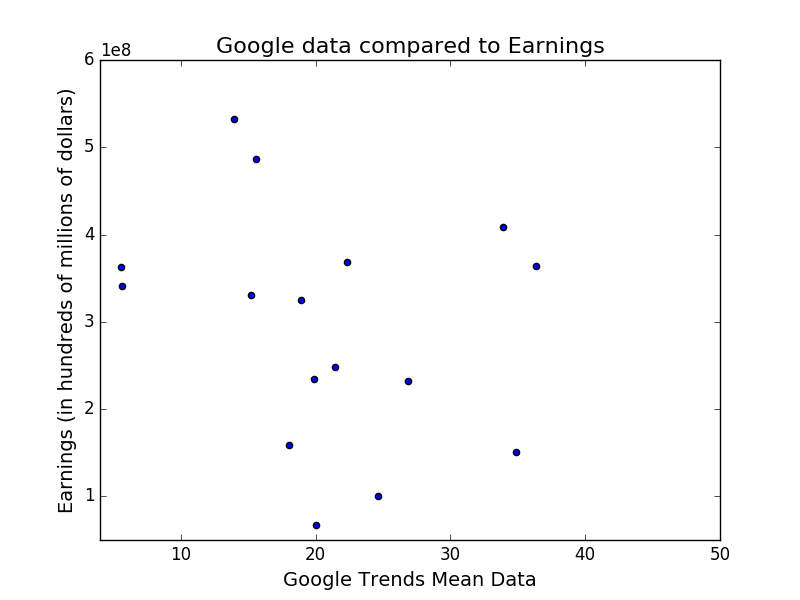 Google data compared to Earnings
1e8
6
5
4
3
2
1
Earnings (in hundreds of millions of dollars)
10 20 30 40 50
Google Trends Mean Data